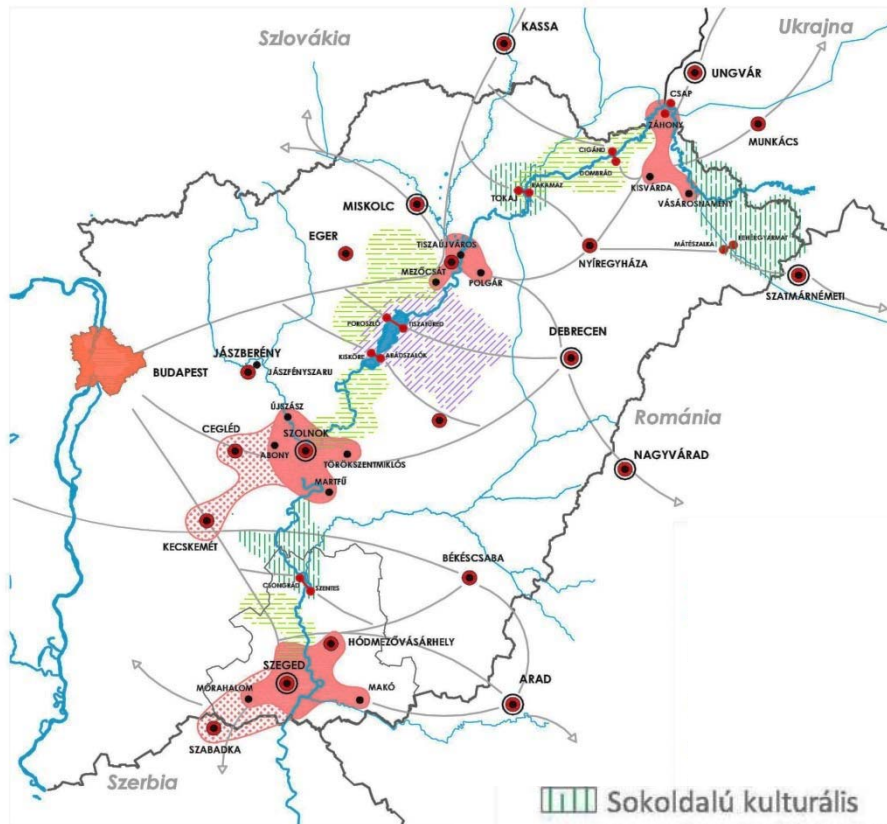 KASSA
Szlovákia
Ukrajna
UNGVÁR
CSAP
ZÁHONY
MUNKÁCS
CIGÁND
DOMBRÁD
KISVÁRDA
TOKAJ
RAKAMAZ
VÁSÁROSNAMÉNY
MISKOLC
EGER
TISZAÚJVÁROS
MEZŐCSÁT
POLGÁR
NYÍREGYHÁZA
MÁTÉSZALKA
FEHÉRGYARMAT
SZATMÁRNÉMETI
POROSZLÓ
TISZAFÜRED
KISKÖRE
ABÁDSZALÓK
DEBRECEN
BUDAPEST
JÁSZBERÉNY
JÁSZFÉNYSZARU
ÚJSZÁSZ
CEGLÉD
SZOLNOK
ABONY
TÖRÖKSZENTMIKLÓS
MARTFŰ
Románia
NAGYVÁRAD
KECSKEMÉT
BÉKÉSCSABA
CSONGRÁD
SZENTES
HÓDMEZŐVÁSÁRHELY
SZEGED
MÓRAHALOM
MAKÓ
ARAD
SZABADKA
Szerbia
Sokoldalú kulturális